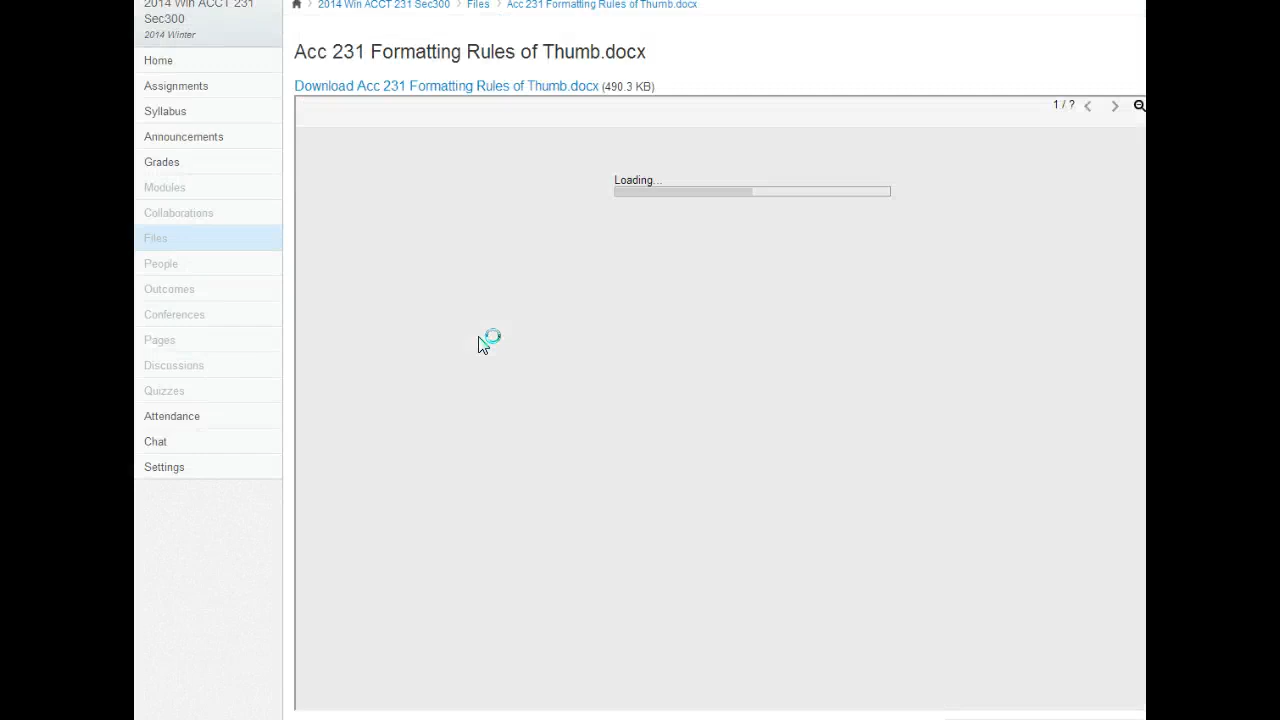 2014 Win ACCT 231
Sec300
2014 Winter
Home
Assignments
Syllabus
Announcements
Grades
Modules
Collaborations
Files
People
Outcomes
Conferences
Pages
Discussions
Quizzes
Attendance
Chat
Settings
2014 Win ACCT 231 Sec300 > Files > Acc 231 Formatting Rules of Thumb.docx
Acc 231 Formatting Rules of Thumb.docx
Download Acc 231 Formatting Rules of Thumb.docx (490.3 KB)
1 / ?
Loading...